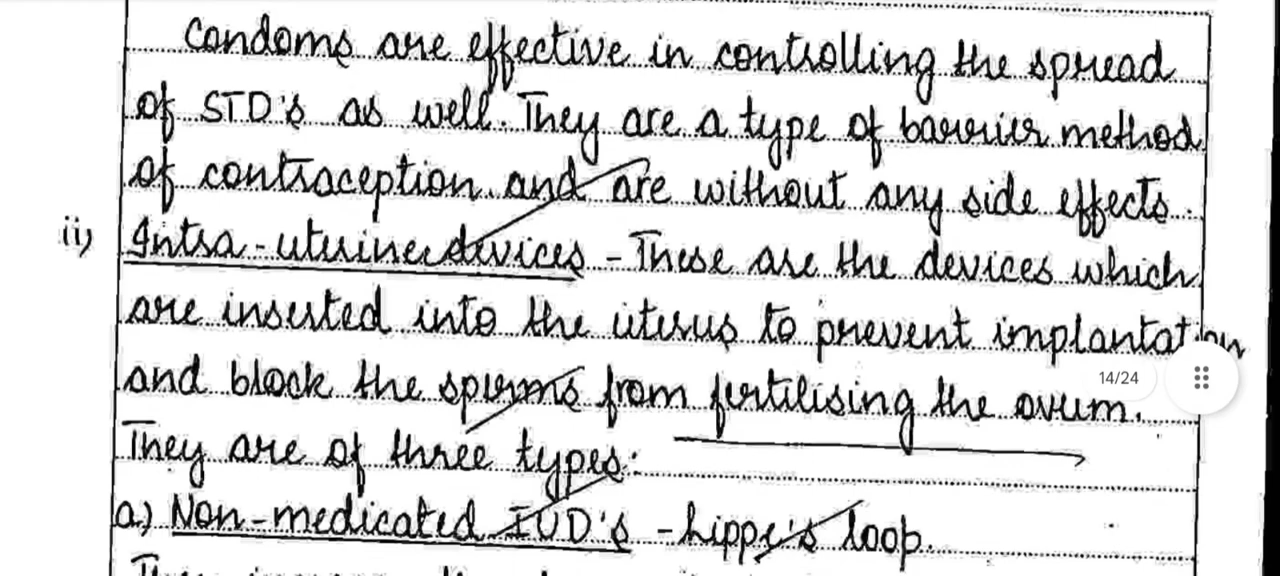 Condoms are effective in controlling the spread
of STD's as well. They are a type of barrier method
of contraception and are without any side effects.
ii) Intra-uterine devices - These are the devices which
are inserted into the uterus to prevent implantation
and block the sperms from fertilising the ovum.
14/24
They are of three types:
a.) Non-medicated IUD's - Lippe's loop.